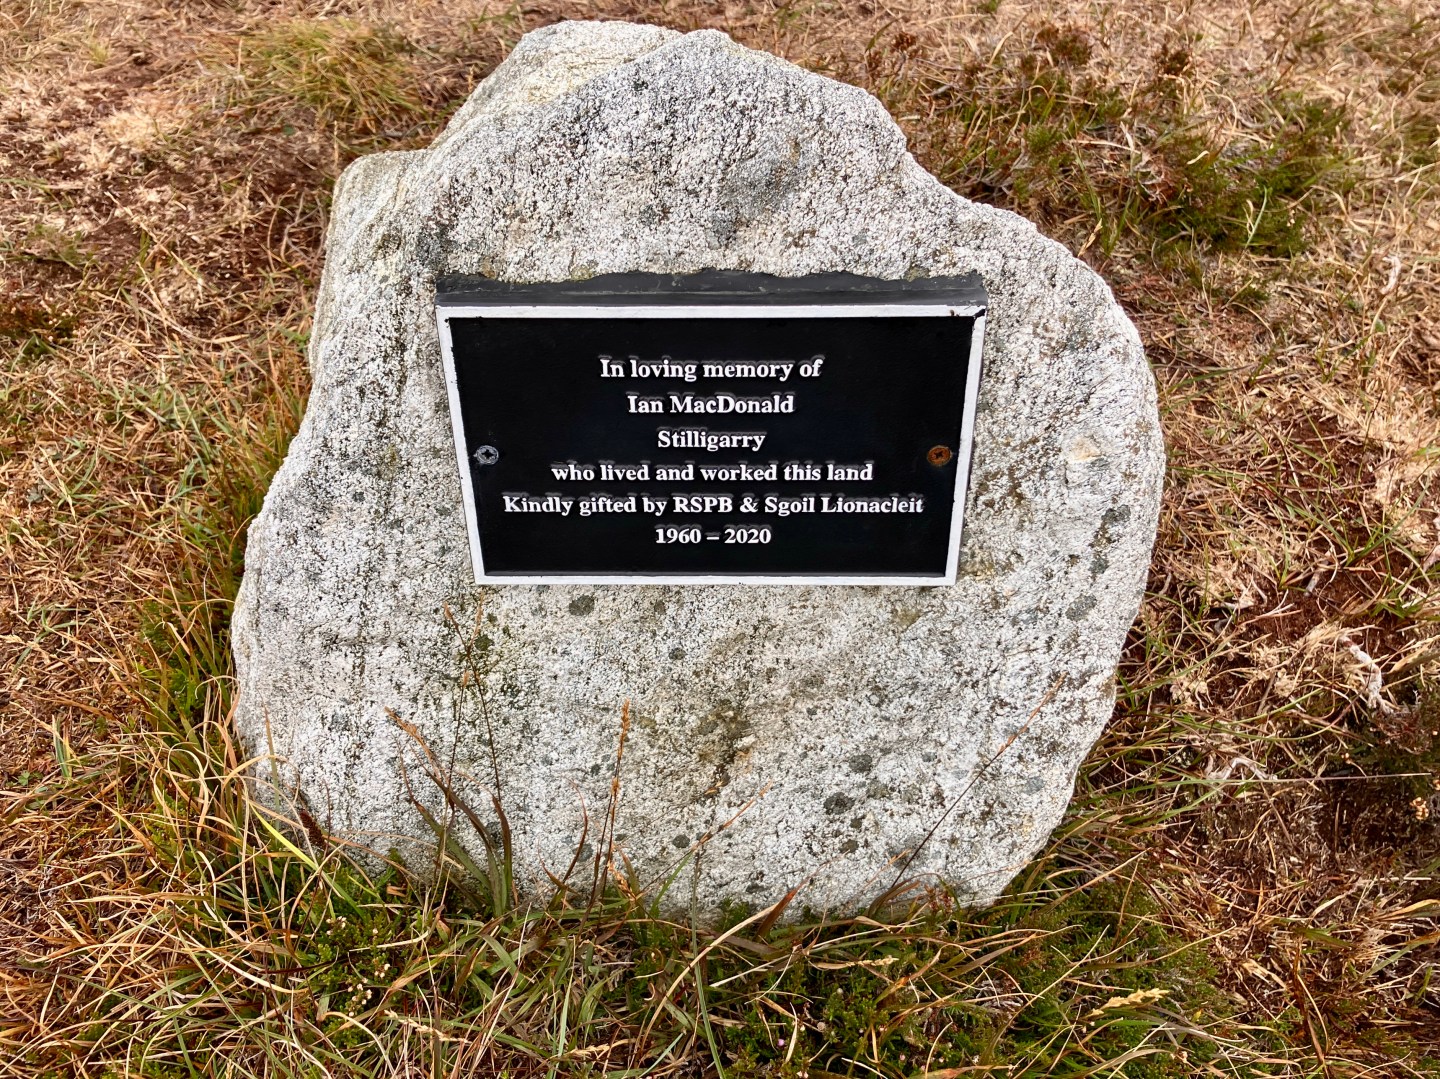 In loving memory of
Ian MacDonald
Stilligarry
who lived and worked this land
Kindly gifted by RSPB & Sgoil Lionacleit
1960 – 2020